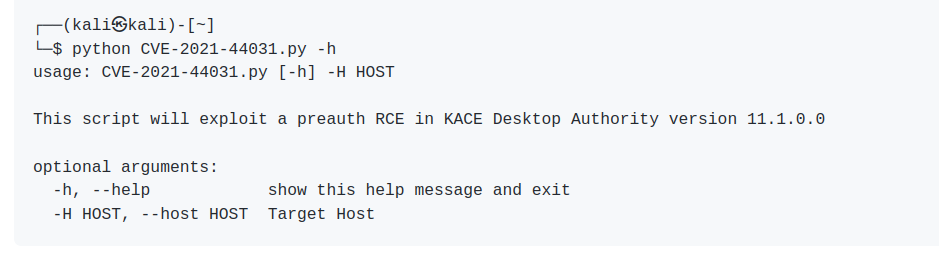 ┌──(kali㉿kali)-[~]
└─$ python CVE-2021-44031.py -h
usage: CVE-2021-44031.py [-h] -H HOST
This script will exploit a preauth RCE in KACE Desktop Authority version 11.1.0.0
optional arguments:
  -h, --help            show this help message and exit
  -H HOST, --host HOST  Target Host